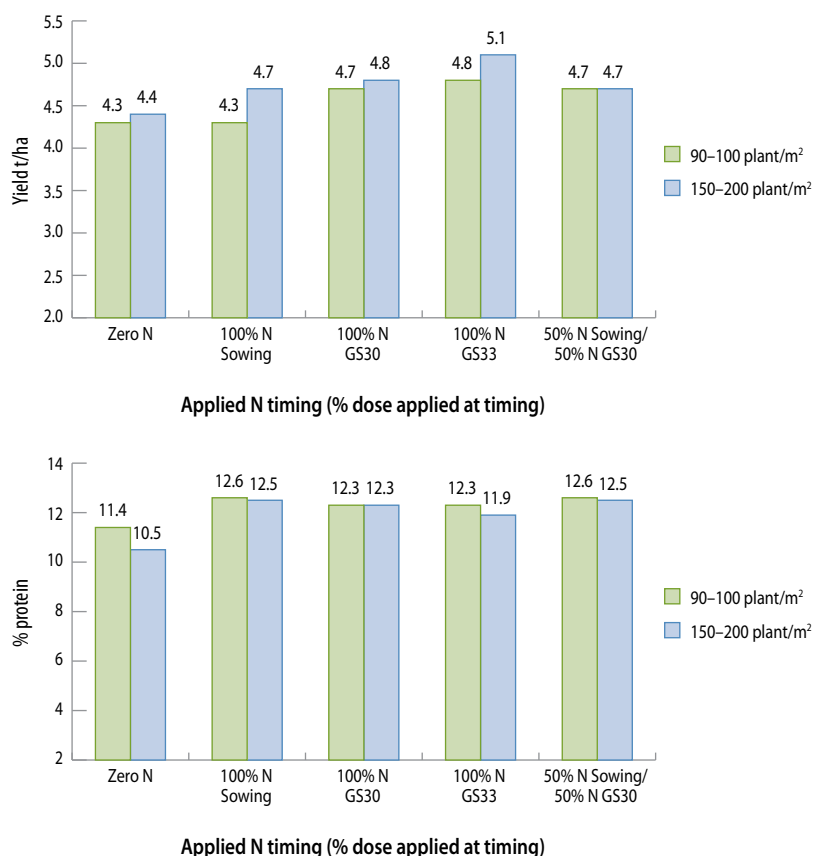 5.5
5.0
4.5
4.0
3.5
3.0
2.5
2.0
Yield t/ha
4.3 4.4 4.3 4.7 4.7 4.8 4.8 5.1 4.7 4.7
90–100 plant/m²
150–200 plant/m²
Zero N 100% N 100% N 100% N 50% N Sowing/
Sowing GS30 GS33 50% N GS30
Applied N timing (% dose applied at timing)
14
12
10
8
6
4
2
% protein
11.4 10.5 12.6 12.5 12.3 12.3 12.3 11.9 12.6 12.5
90–100 plant/m²
150–200 plant/m²
Zero N 100% N 100% N 100% N 50% N Sowing/
Sowing GS30 GS33 50% N GS30
Applied N timing (% dose applied at timing)